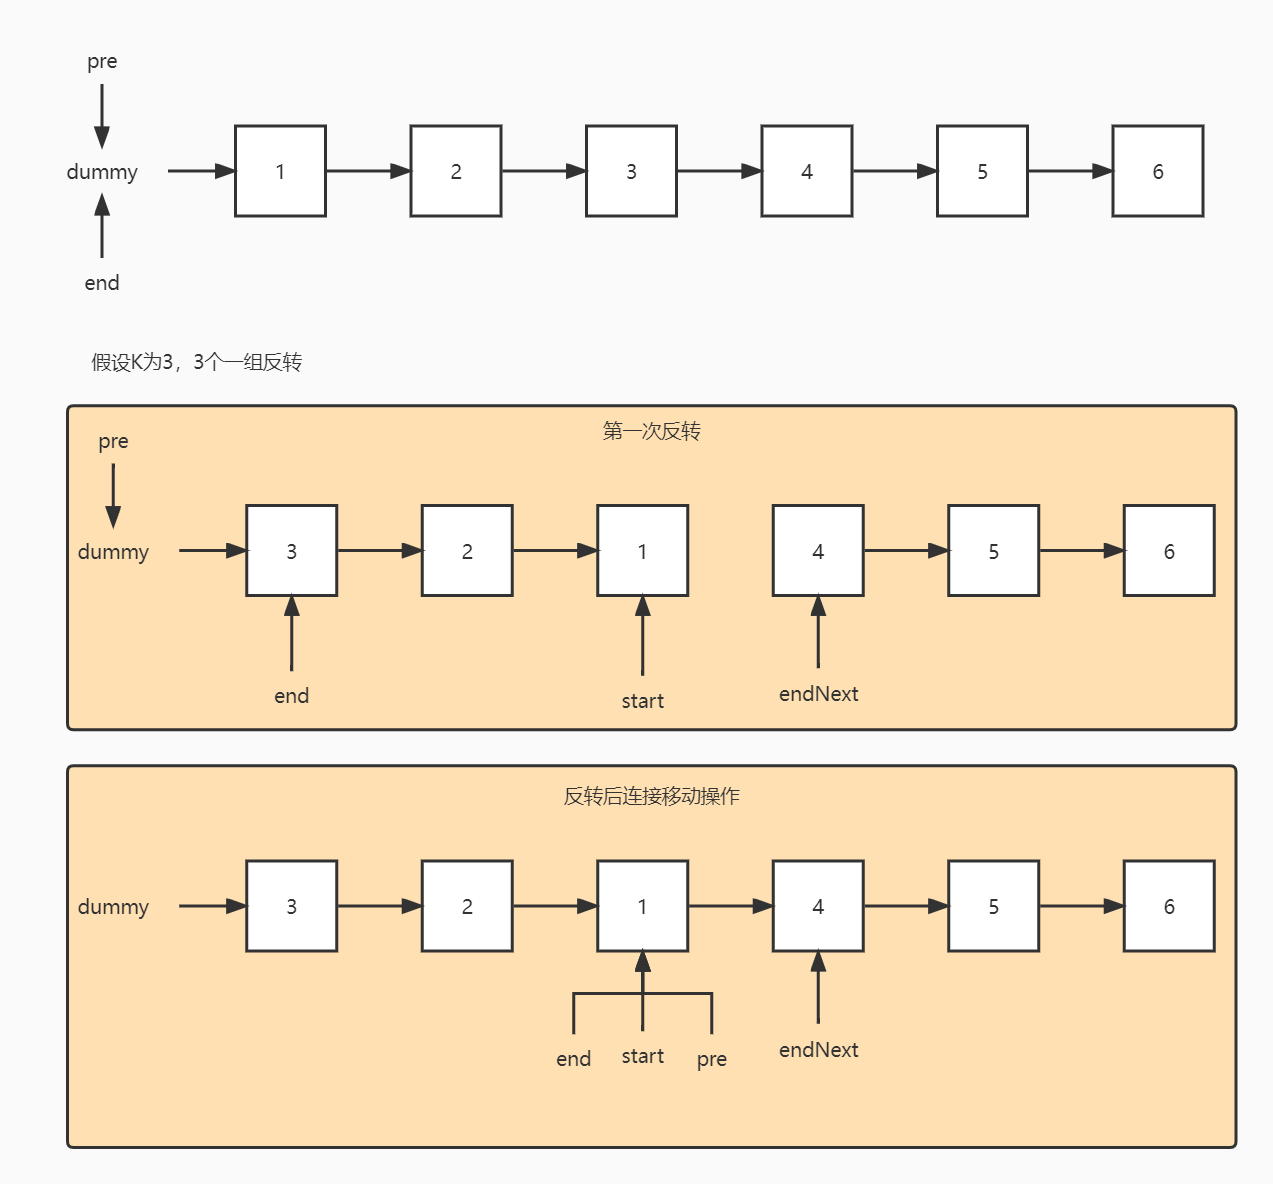 pre
dummy 1 2 3 4 5 6
end
假设K为3，3个一组反转
第一次反转
pre
dummy 3 2 1 4 5 6
end start endNext
反转后连接移动操作
dummy 3 2 1 4 5 6
end start pre endNext